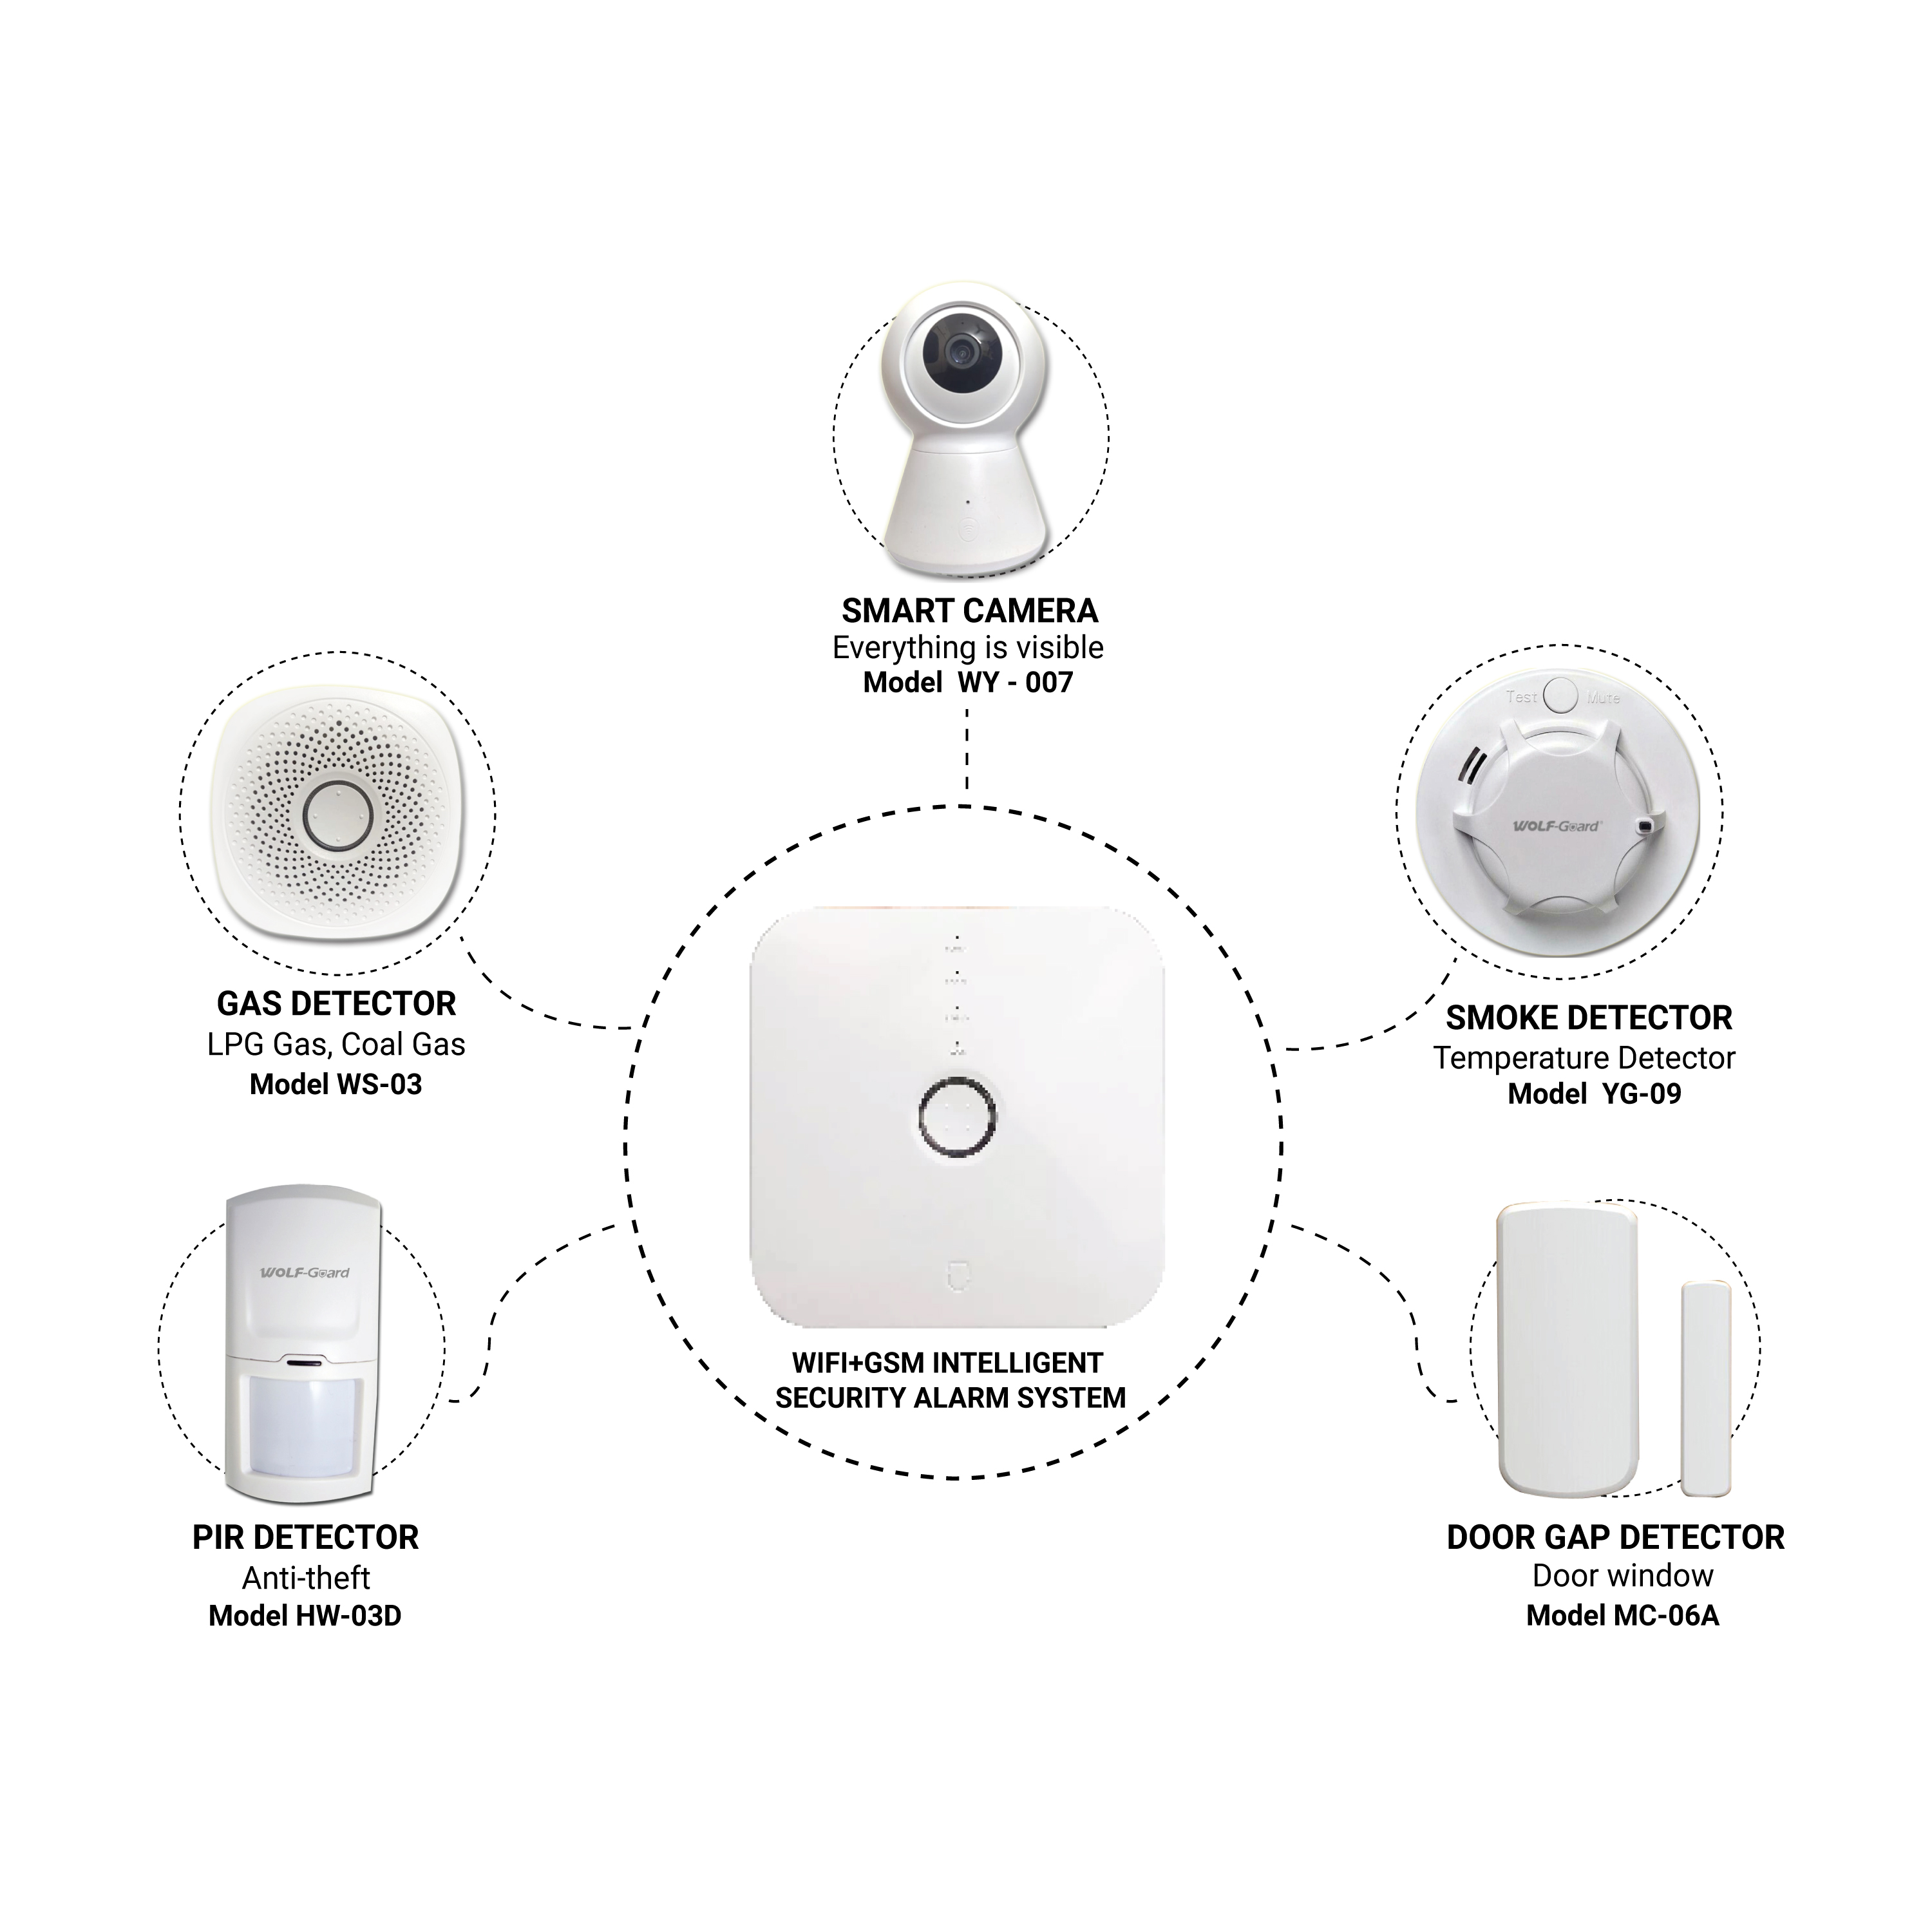 SMART CAMERA
Everything is visible
Model WY - 007
GAS DETECTOR
LPG Gas, Coal Gas
Model WS-03
Test Mute
WOLF-Guard®
SMOKE DETECTOR
Temperature Detector
Model YG-09
WIFI+GSM INTELLIGENT
SECURITY ALARM SYSTEM
WOLF-Guard
PIR DETECTOR
Anti-theft
Model HW-03D
DOOR GAP DETECTOR
Door window
Model MC-06A